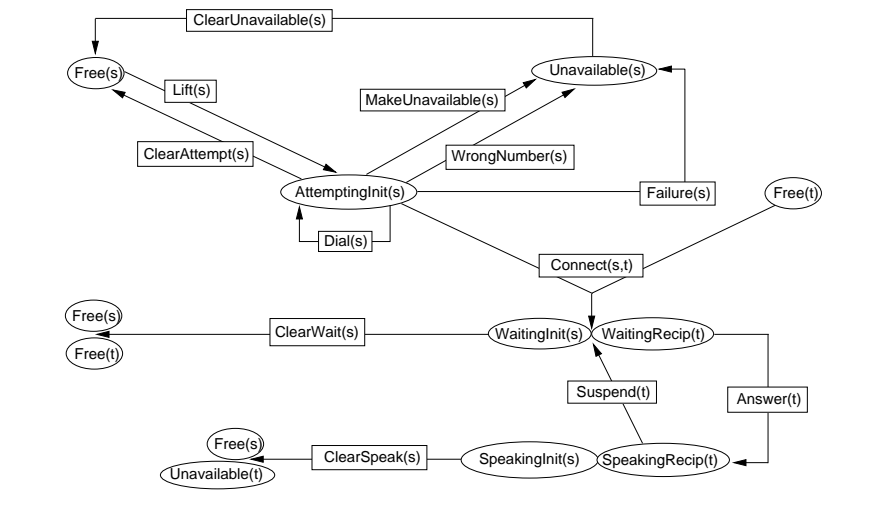 ClearUnavailable(s)
Free(s)
Unavailable(s)
Lift(s)
MakeUnavailable(s)
ClearAttempt(s)
WrongNumber(s)
AttemptingInit(s)
Failure(s)
Free(t)
Dial(s)
Connect(s,t)
Free(s)
ClearWait(s)
WaitingInit(s)
WaitingRecip(t)
Free(t)
Suspend(t)
Answer(t)
Free(s)
ClearSpeak(s)
SpeakingInit(s)
SpeakingRecip(t)
Unavailable(t)